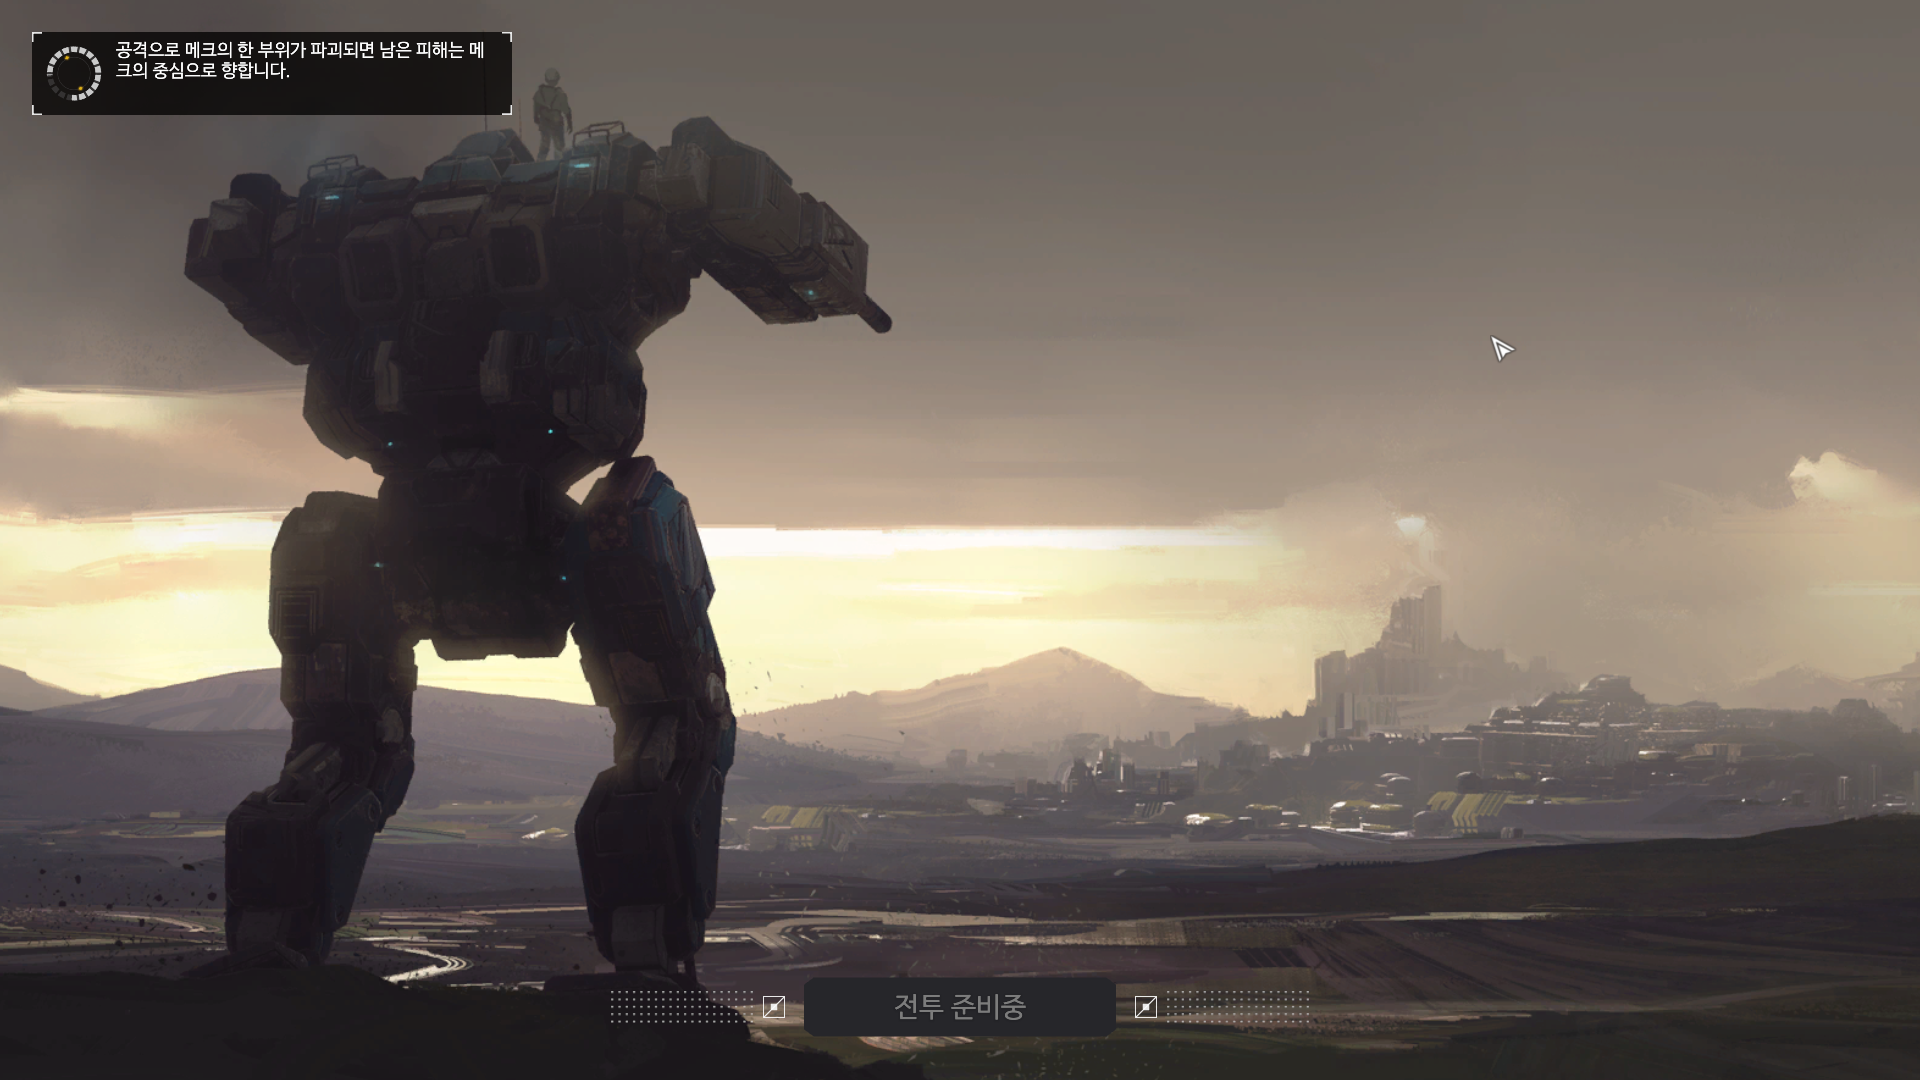 공격으로 메크의 한 부위가 파괴되면 남은 피해는 메
크의 중심으로 향합니다.
전투 준비중